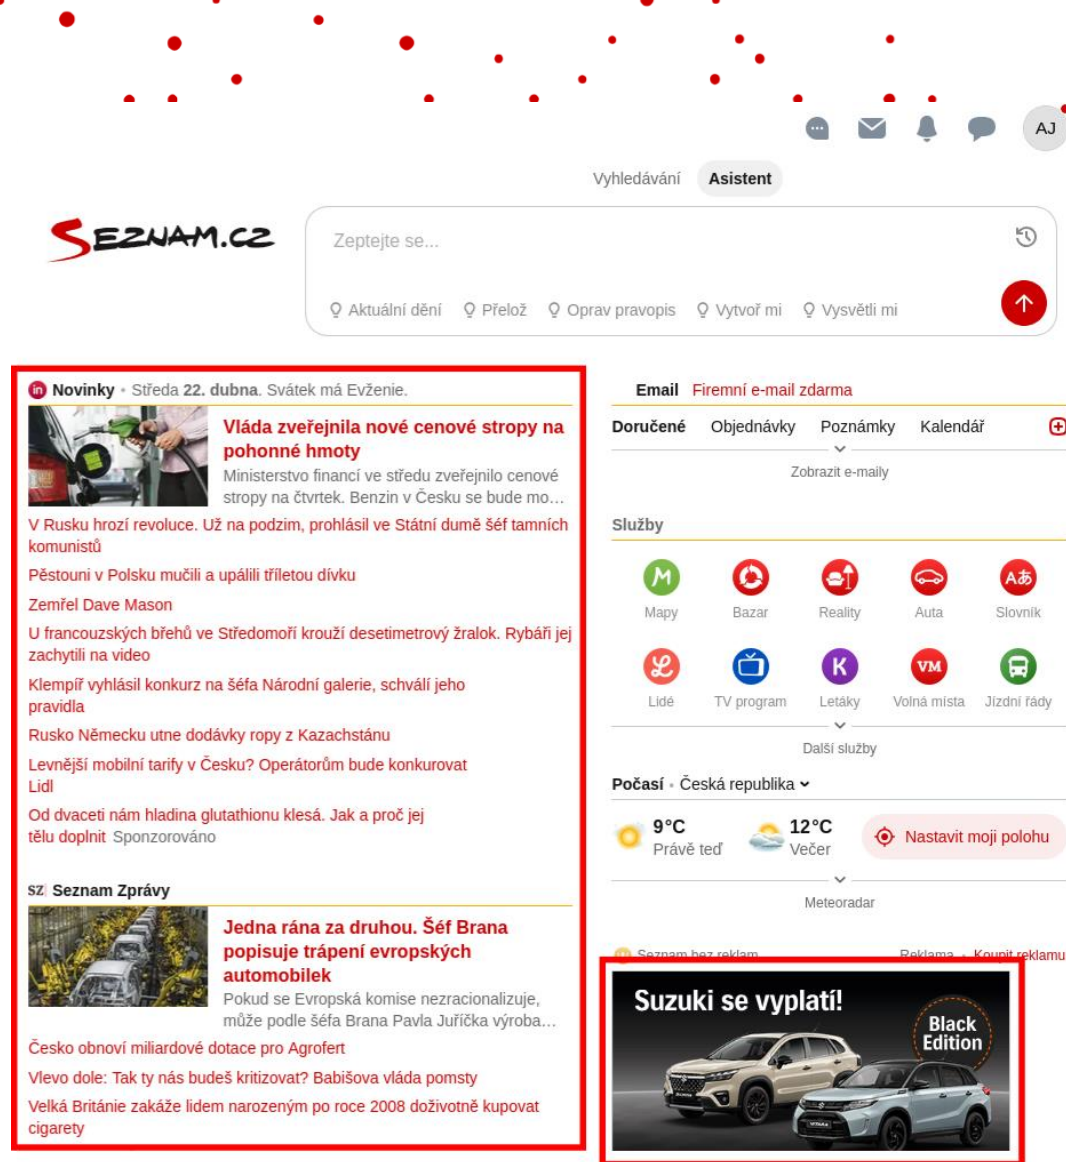 AJ
Vyhledávání Asistent
SEZNAM.CZ
Zeptejte se...
Aktuální dění Přelož Oprav pravopis Vytvoř mi Vysvětli mi
Novinky • Středa 22. dubna. Svátek má Evženie.
Vláda zveřejnila nové cenové stropy na
pohonné hmoty
Ministerstvo financí ve středu zveřejnilo cenové
stropy na čtvrtek. Benzin v Česku se bude mo…
V Rusku hrozí revoluce. Už na podzim, prohlásil ve Státní dumě šéf tamních
komunistů
Pěstouni v Polsku mučili a upálili tříletou dívku
Zemřel Dave Mason
U francouzských břehů ve Středomoří krouží desetimetrový žralok. Rybáři jej
zachytili na video
Klempíř vyhlásil konkurz na šéfa Národní galerie, schválí jeho
pravidla
Rusko Německu utne dodávky ropy z Kazachstánu
Levnější mobilní tarify v Česku? Operátorům bude konkurovat
Lidl
Od dvaceti nám hladina glutathionu klesá. Jak a proč jej
tělu doplnit Sponzorováno
SZ Seznam Zprávy
Jedna rána za druhou. Šéf Brana
popisuje trápení evropských
automobilek
Pokud se Evropská komise nezracionalizuje,
může podle šéfa Brana Pavla Juříčka výroba…
Česko obnoví miliardové dotace pro Agrofert
Vlevo dole: Tak ty nás budeš kritizovat? Babišova vláda pomsty
Velká Británie zakáže lidem narozeným po roce 2008 doživotně kupovat
cigarety
Email Firemní e-mail zdarma
Doručené Objednávky Poznámky Kalendář
Zobrazit e-maily
Služby
Mapy Bazar Reality Auta Slovník
Lidé TV program Letáky Volná místa Jízdní řády
Další služby
Počasí • Česká republika
9°C 12°C
Právě teď Večer
Nastavit moji polohu
Meteoradar
Seznam bez reklam Reklama • Koupit reklamu
Suzuki se vyplatí!
Black
Edition